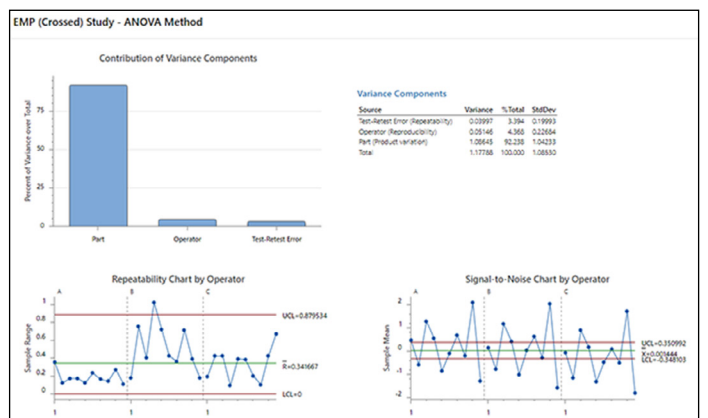 EMP (Crossed) Study - ANOVA Method
Contribution of Variance Components
Percent of Variance over Total
75
50
25
0
Part Operator Test-Retest Error
Variance Components
Source Variance %Total StdDev
Test-Retest Error (Repeatability) 0.03997 3.394 0.19993
Operator (Reproducibility) 0.05146 4.368 0.22684
Part (Product variation) 1.08645 92.238 1.04233
Total 1.17788 100.000 1.08530
Repeatability Chart by Operator
A B C
Sample Range
1
0.8
0.6
0.4
0.2
0
UCL=0.879534
R=0.341667
LCL=0
1 1 1
Signal-to-Noise Chart by Operator
A B C
Sample Mean
2
1
0
-1
-2
UCL=0.350992
X=0.001444
LCL=-0.348103
1 1 1